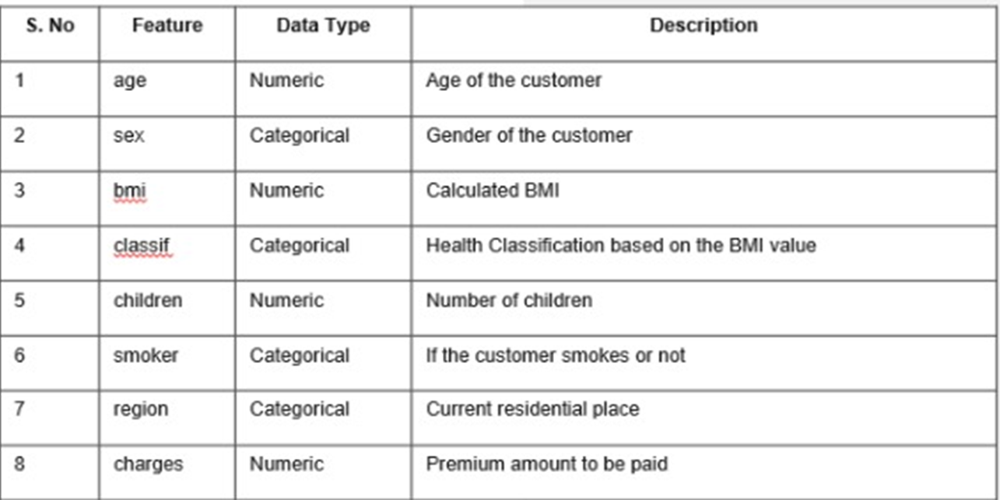 S. No Feature Data Type Description
1 age Numeric Age of the customer
2 sex Categorical Gender of the customer
3 bmi Numeric Calculated BMI
4 classif Categorical Health Classification based on the BMI value
5 children Numeric Number of children
6 smoker Categorical If the customer smokes or not
7 region Categorical Current residential place
8 charges Numeric Premium amount to be paid